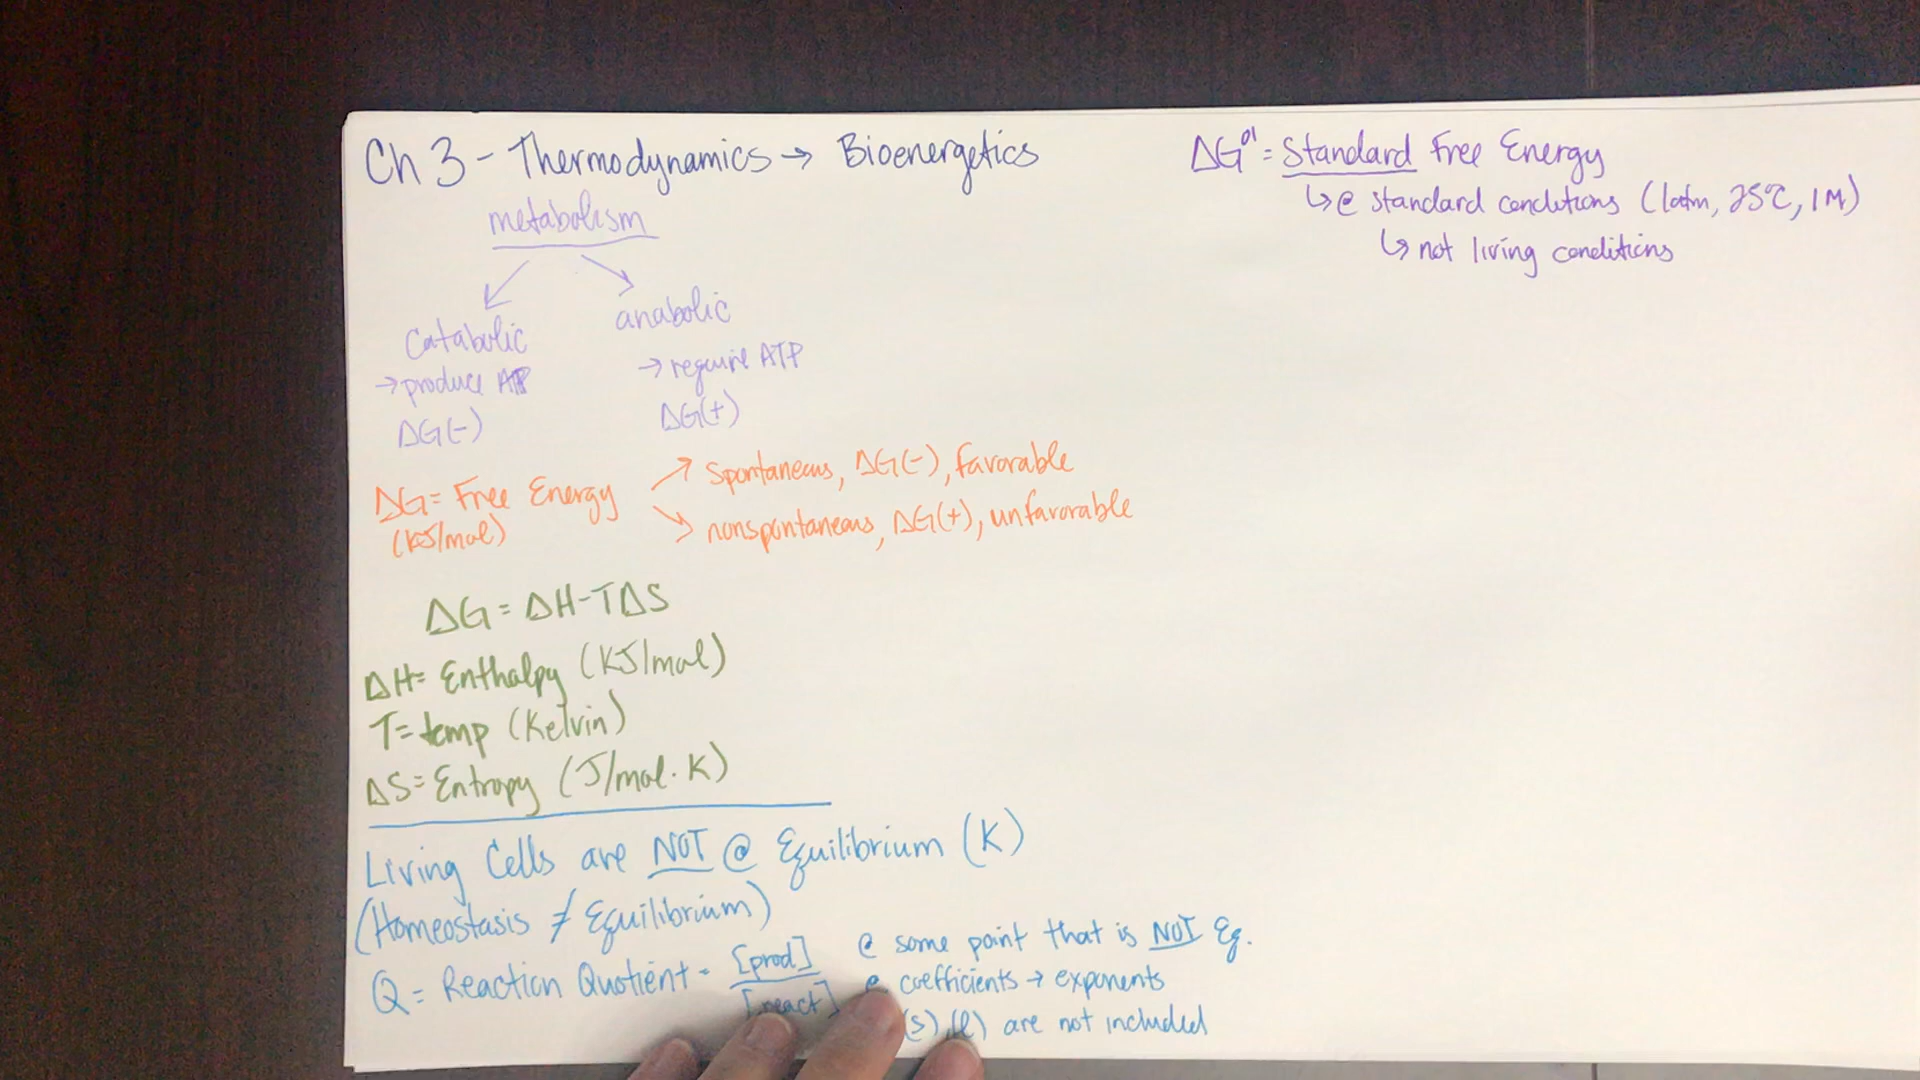 Ch 3 - Thermodynamics → Bioenergetics
metabolism
catabolic
→ produce ATP
ΔG(-)
anabolic
→ require ATP
ΔG(+)
ΔG = Free Energy
(kJ/mol)
↗ Spontaneous, ΔG(-), favorable
↘ nonspontaneous, ΔG(+), unfavorable
ΔG = ΔH-TΔS
ΔH= Enthalpy (KJ/mol)
T= temp (Kelvin)
ΔS= Entropy (J/mol·K)
Living Cells are NOT @ Equilibrium (K)
(Homeostasis ≠ Equilibrium)
Q = Reaction Quotient = [prod]/[react]
@ some point that is NOT Eq.
coefficients → exponents
(s) (l) are not included
ΔG°' = Standard Free Energy
↳ @ standard conditions (1 atm, 25°C, 1M)
↳ not living conditions